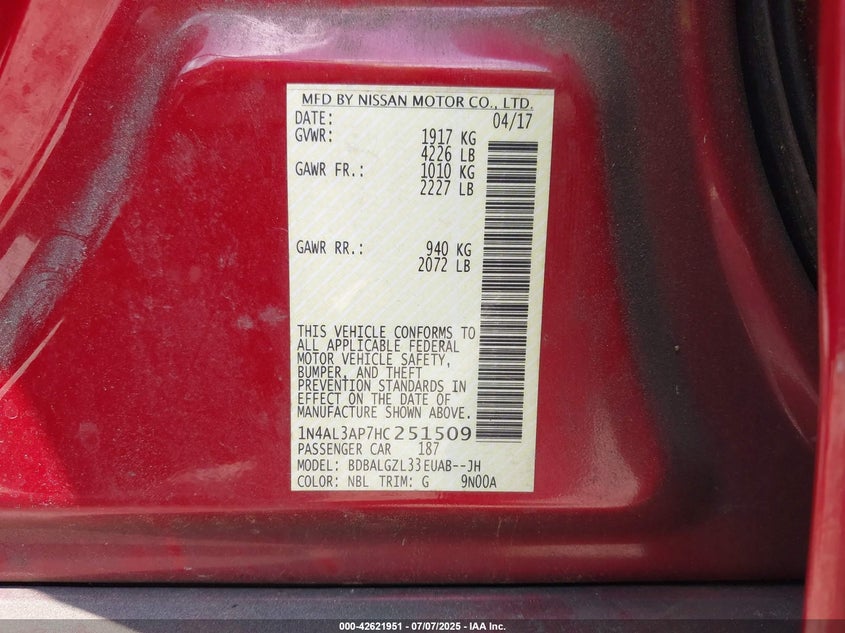 MFD BY NISSAN MOTOR CO., LTD.
DATE: 04/17
GVWR: 1917 KG
4226 LB
GAWR FR.: 1010 KG
2227 LB
GAWR RR.: 940 KG
2072 LB
THIS VEHICLE CONFORMS TO
ALL APPLICABLE FEDERAL
MOTOR VEHICLE SAFETY,
BUMPER, AND THEFT
PREVENTION STANDARDS IN
EFFECT ON THE DATE OF
MANUFACTURE SHOWN ABOVE.
1N4AL3AP7HC251509
PASSENGER CAR 187
MODEL: BDBALGZL33EUAB--JH
COLOR: NBL TRIM: G 9N00A
000-42621951 | 07/07/2025 - IAA Inc.